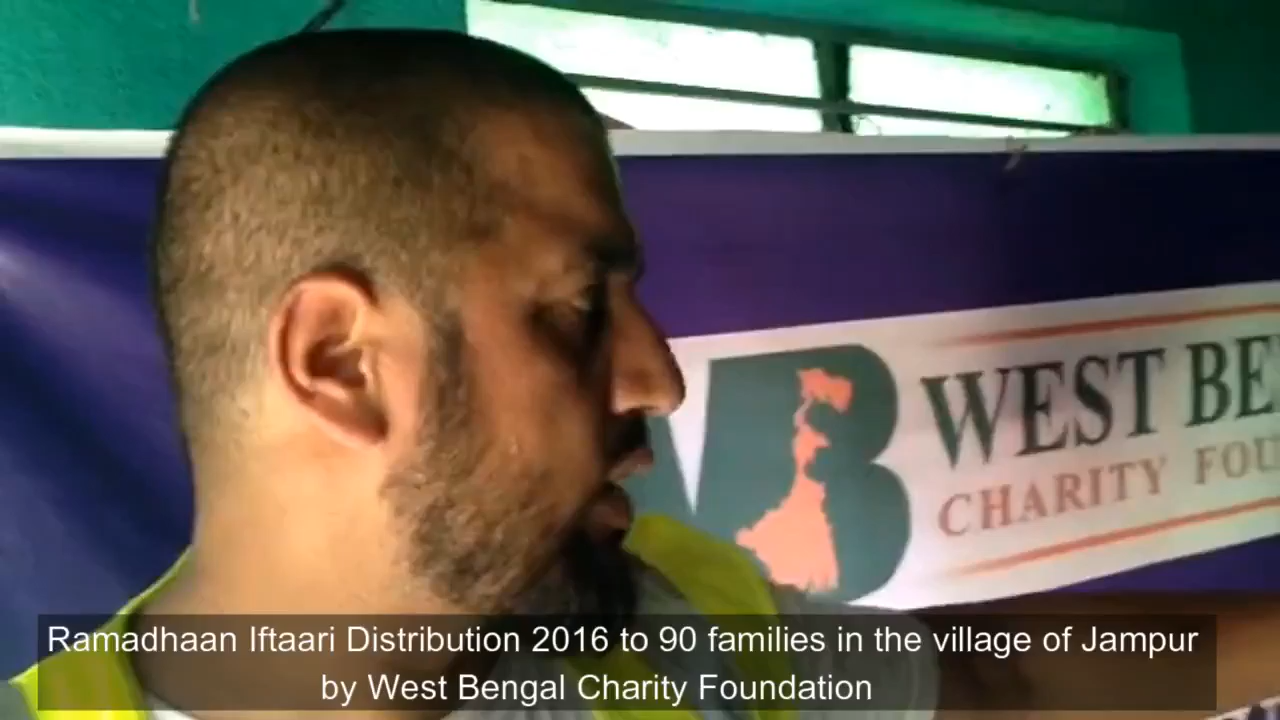 WEST BE
CHARITY FOU
Ramadhaan Iftaari Distribution 2016 to 90 families in the village of Jampur
by West Bengal Charity Foundation